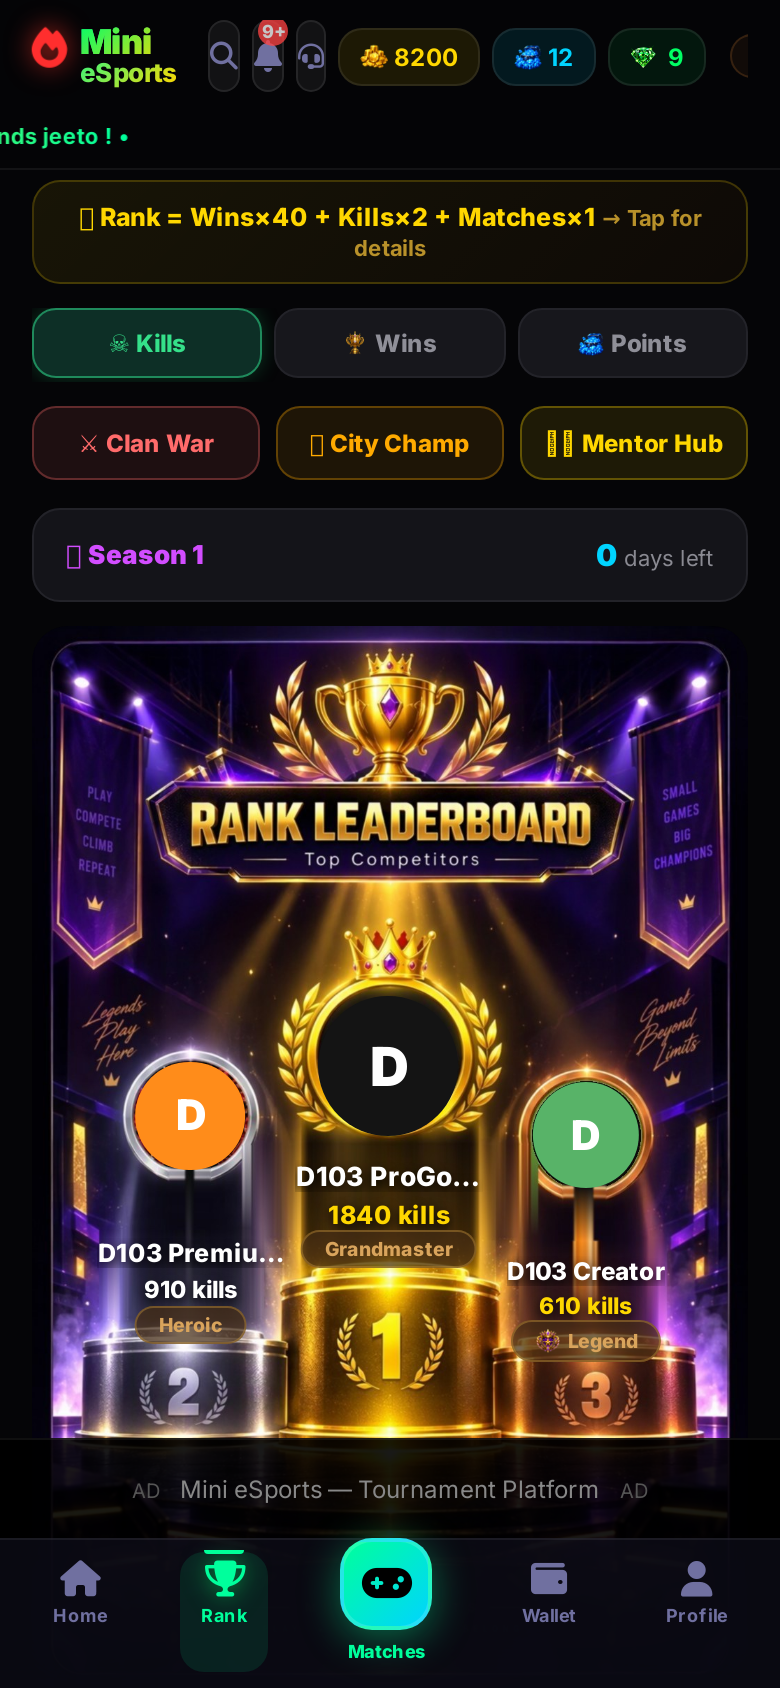 Mini
eSports
9+
8200
12
9
nds jeeto ! •
Rank = Wins×40 + Kills×2 + Matches×1 → Tap for
details
Kills
Wins
Points
Clan War
City Champ
Mentor Hub
Season 1
0 days left
RANK LEADERBOARD
Top Competitors
PLAY
COMPETE
CLIMB
REPEAT
SMALL
GAMES
BIG
CHAMPIONS
Legends
Play
Here
Gamet
Beyond
Limits
D
D
D
D103 ProGo...
1840 kills
Grandmaster
D103 Premiu...
910 kills
Heroic
D103 Creator
610 kills
Legend
1
2
3
AD Mini eSports — Tournament Platform AD
Home
Rank
Matches
Wallet
Profile